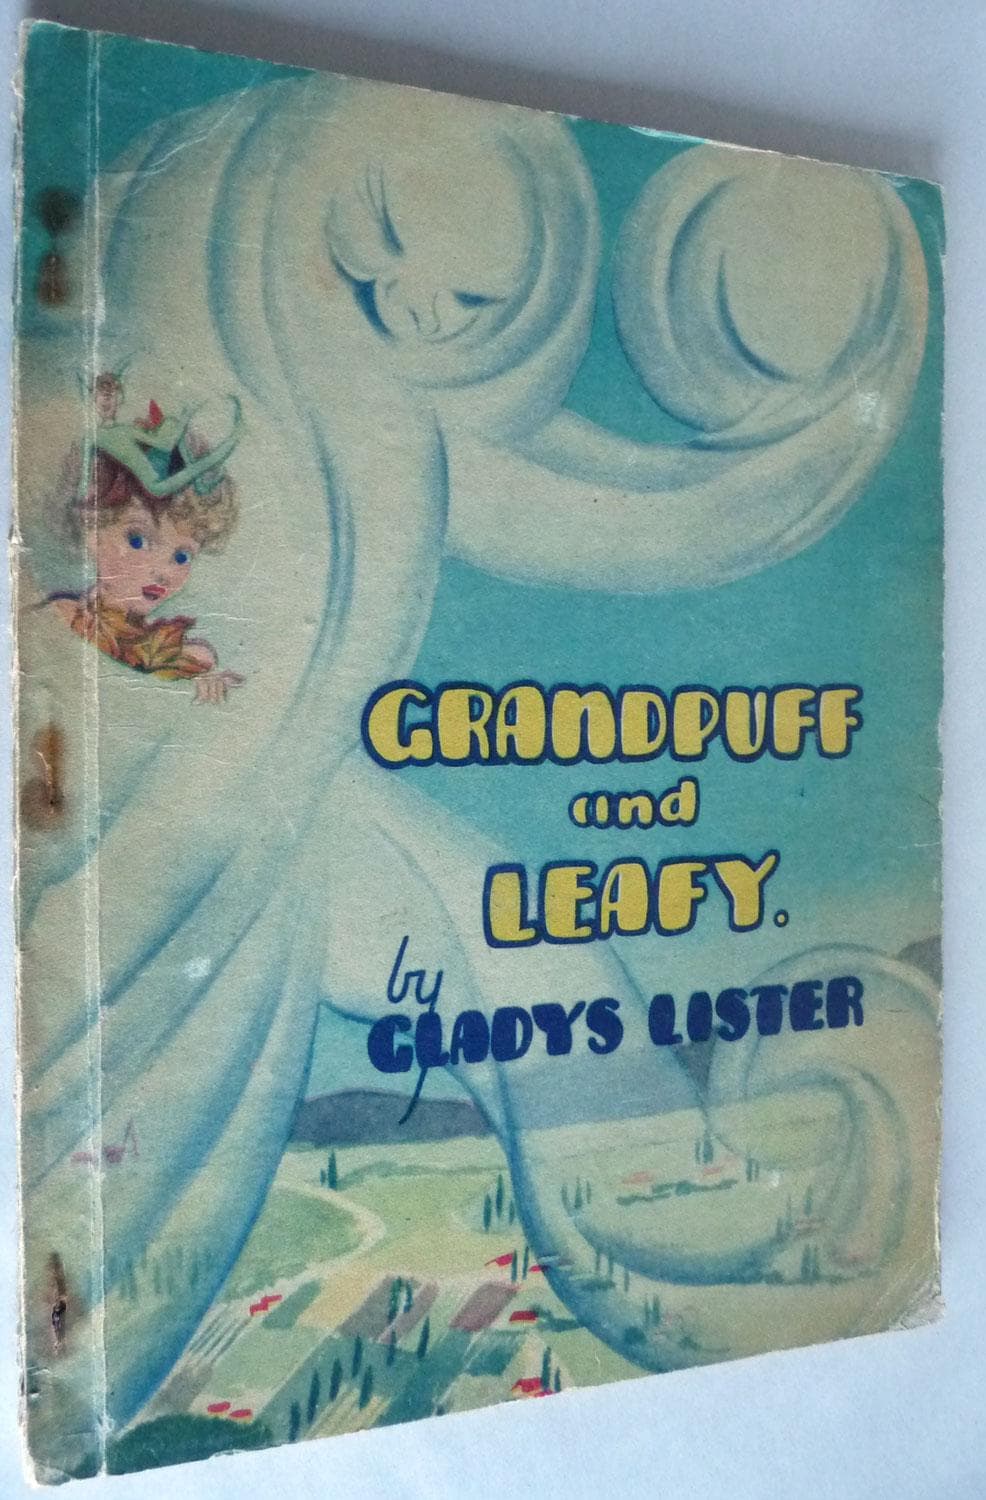 GRANDPUFF
and
LEAFY.
by
GLADYS LISTER